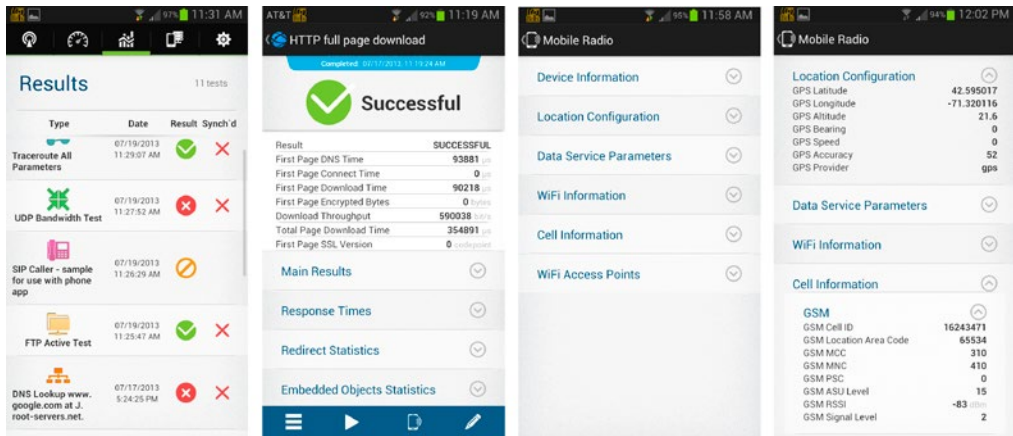 97% 11:31 AM
Results
11 tests
Type Date Result Synch'd
Traceroute All Parameters
07/19/2013
11:29:07 AM
UDP Bandwidth Test
07/19/2013
11:27:52 AM
SIP Caller - sample
for use with phone
app
07/19/2013
11:26:29 AM
FTP Active Test
07/19/2013
11:25:47 AM
DNS Lookup www.
google.com at J.
root-servers.net.
07/17/2013
5:24:25 PM
AT&T 92% 11:19 AM
HTTP full page download
Completed: 07/17/2013, 11:19:24 AM
Successful
Result SUCCESSFUL
First Page DNS Time 93881 µs
First Page Connect Time 0 µs
First Page Download Time 90218 µs
First Page Encrypted Bytes 0 bytes
Download Throughput 590038 bit/s
Total Page Download Time 354891 µs
First Page SSL Version 0 codepoint
Main Results
Response Times
Redirect Statistics
Embedded Objects Statistics
95% 11:58 AM
Mobile Radio
Device Information
Location Configuration
Data Service Parameters
WiFi Information
Cell Information
WiFi Access Points
94% 12:02 PM
Mobile Radio
Location Configuration
GPS Latitude 42.595017
GPS Longitude -71.320116
GPS Altitude 21.6
GPS Bearing 0
GPS Speed 0
GPS Accuracy 52
GPS Provider gps
Data Service Parameters
WiFi Information
Cell Information
GSM
GSM Cell ID 16243471
GSM Location Area Code 65534
GSM MCC 310
GSM MNC 410
GSM PSC 0
GSM ASU Level 15
GSM RSSI -83 dBm
GSM Signal Level 2